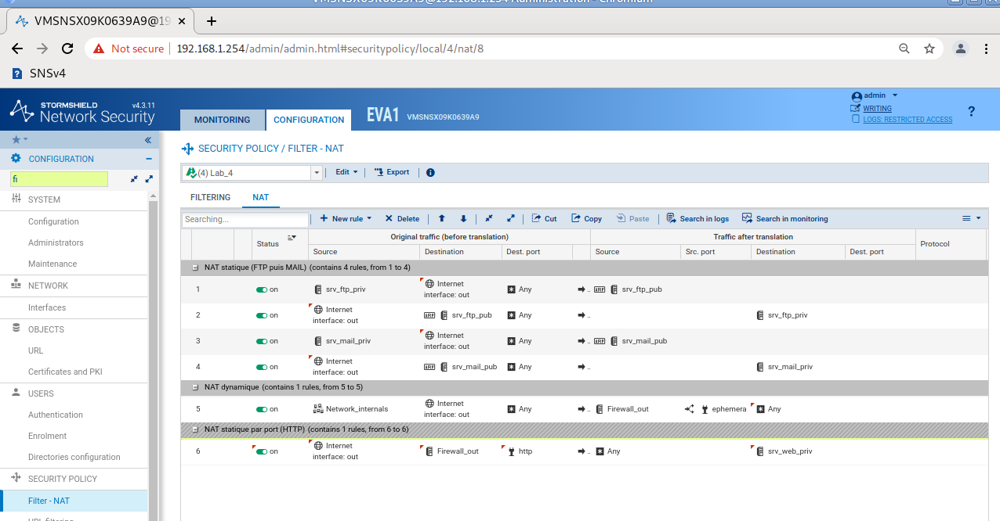 VMSNSX09K0639A9@192.168.1.254 Administration - Chromium
VMSNSX09K0639A9@19
Not secure 192.168.1.254/admin/admin.html#securitypolicy/local/4/nat/8
SNSv4
STORMSHIELD v4.3.11
Network Security
MONITORING CONFIGURATION EVA1 VMSNSX09K0639A9
admin
WRITING
LOGS: RESTRICTED ACCESS
?
CONFIGURATION
fi
SYSTEM
Configuration
Administrators
Maintenance
NETWORK
Interfaces
OBJECTS
URL
Certificates and PKI
USERS
Authentication
Enrolment
Directories configuration
SECURITY POLICY
Filter - NAT
URL filtering
SECURITY POLICY / FILTER - NAT
(4) Lab_4 Edit Export
FILTERING NAT
Searching... New rule Delete Cut Copy Paste Search in logs Search in monitoring
Original traffic (before translation) Traffic after translation
Status Source Destination Dest. port Source Src. port Destination Dest. port Protocol
NAT statique (FTP puis MAIL) (contains 4 rules, from 1 to 4)
1 on srv_ftp_priv Internet interface: out Any ARP srv_ftp_pub
2 on Internet interface: out ARP srv_ftp_pub Any srv_ftp_priv
3 on srv_mail_priv Internet interface: out Any ARP srv_mail_pub
4 on Internet interface: out ARP srv_mail_pub Any srv_mail_priv
NAT dynamique (contains 1 rules, from 5 to 5)
5 on Network_internals Internet interface: out Any Firewall_out ephemera Any
NAT statique par port (HTTP) (contains 1 rules, from 6 to 6)
6 on Internet interface: out Firewall_out http Any srv_web_priv